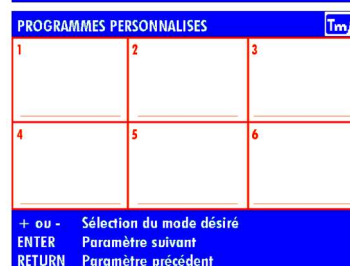 PROGRAMMES PERSONNALISES Tm
1 2 3
4 5 6
+ ou - Sélection du mode désiré
ENTER Paramètre suivant
RETURN Paramètre précédent